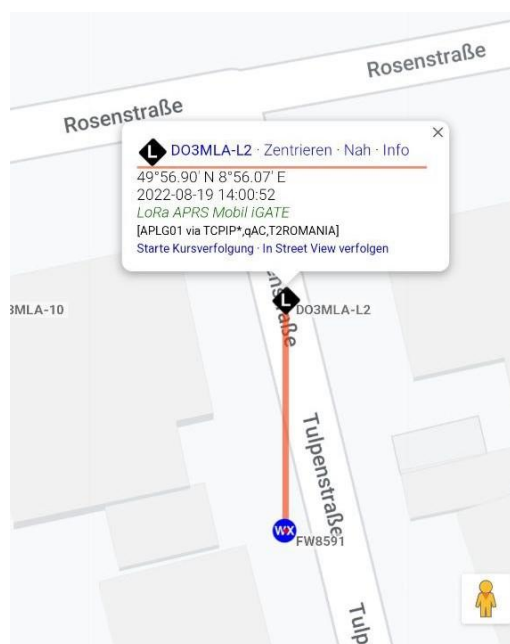 Rosenstraße
Rosenstraße
L DO3MLA-L2 · Zentrieren · Nah · Info
49°56.90' N 8°56.07' E
2022-08-19 14:00:52
LoRa APRS Mobil iGATE
[APLG01 via TCPIP*,qAC,T2ROMANIA]
Starte Kursverfolgung · In Street View verfolgen
3MLA-10
L DO3MLA-L2
Tulpenstraße
WX FW8591